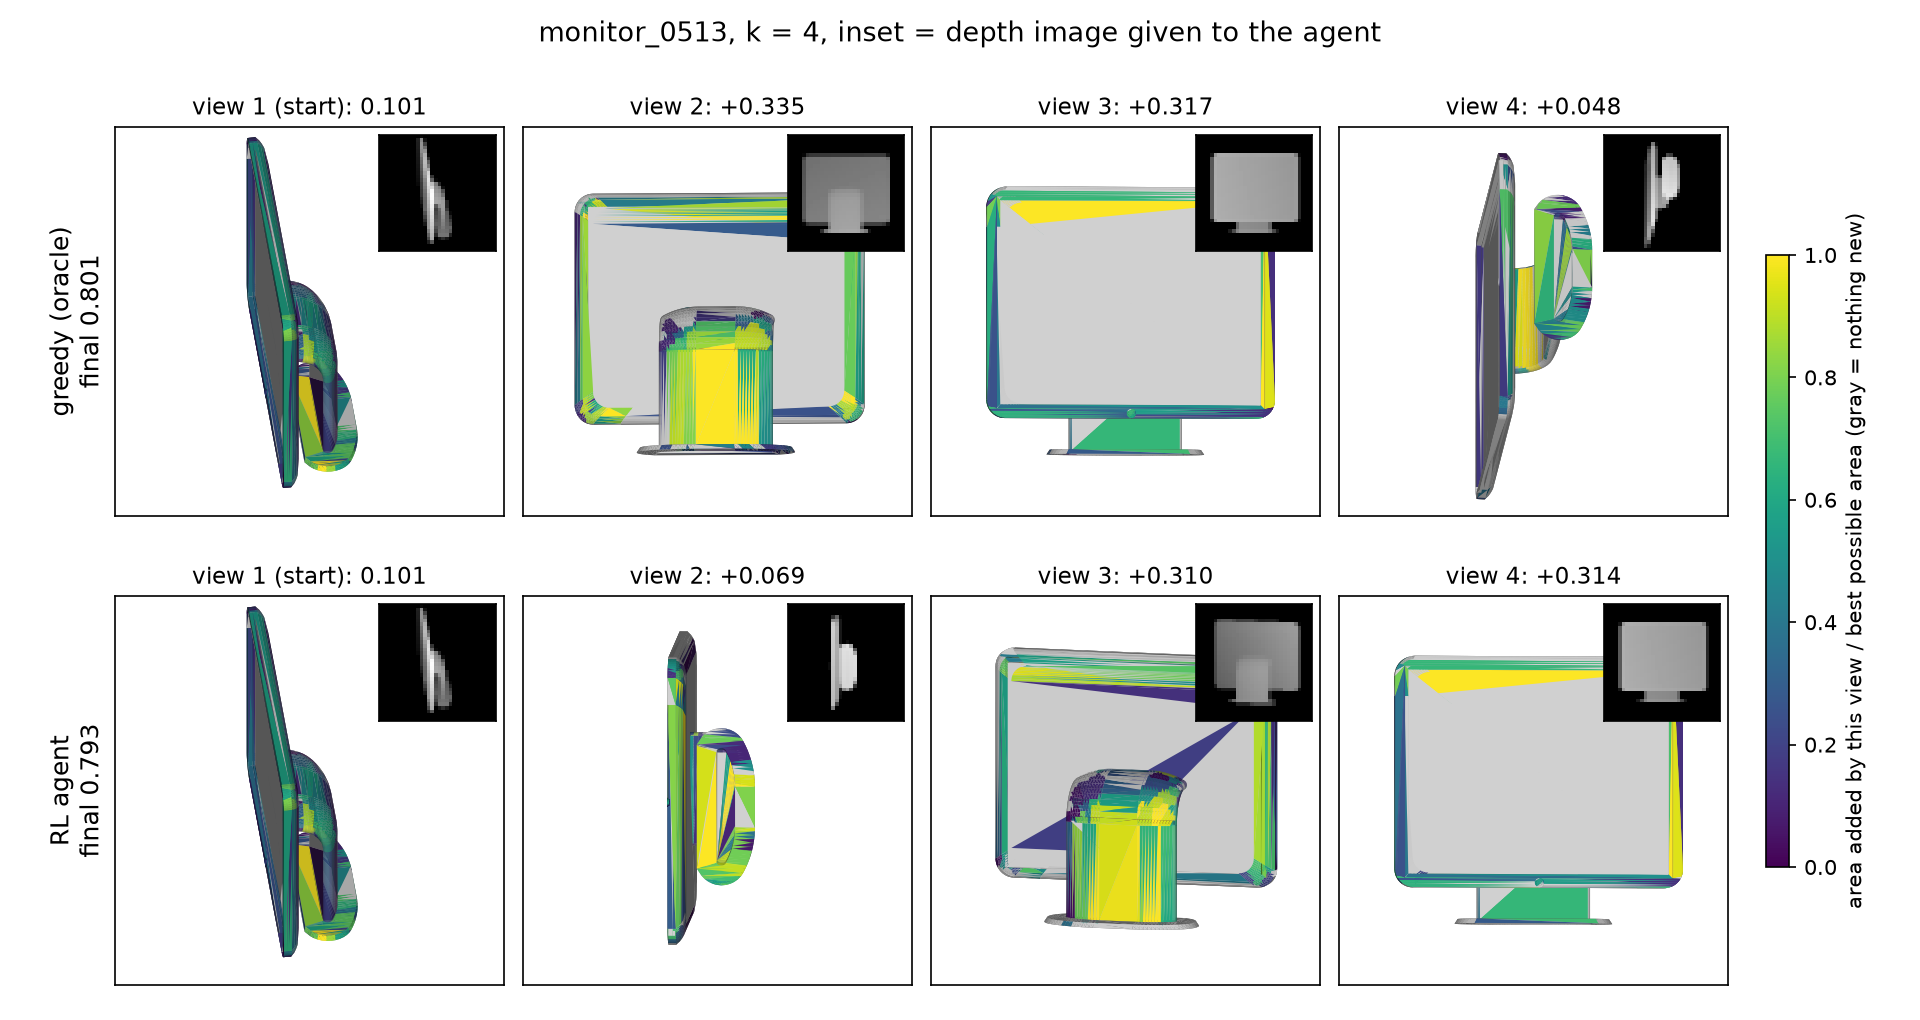 monitor_0513, k = 4, inset = depth image given to the agent
greedy (oracle)
final 0.801
view 1 (start): 0.101
view 2: +0.335
view 3: +0.317
view 4: +0.048
RL agent
final 0.793
view 1 (start): 0.101
view 2: +0.069
view 3: +0.310
view 4: +0.314
1.0
0.8
0.6
0.4
0.2
0.0
area added by this view / best possible area (gray = nothing new)